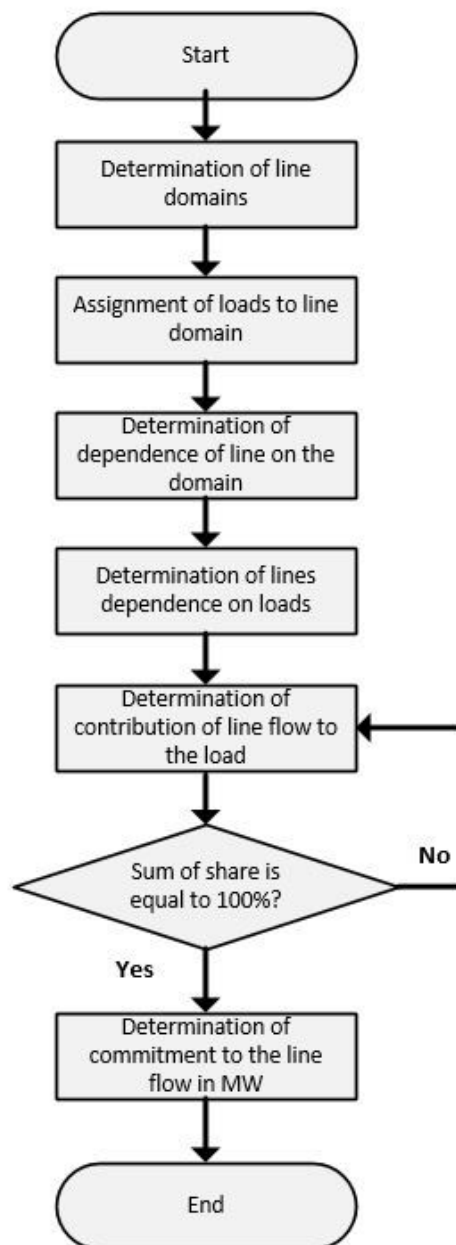 Start
Determination of line
domains
Assignment of loads to line
domain
Determination of
dependence of line on the
domain
Determination of lines
dependence on loads
Determination of
contribution of line flow to
the load
Sum of share is
equal to 100%?
No
Yes
Determination of
commitment to the line
flow in MW
End